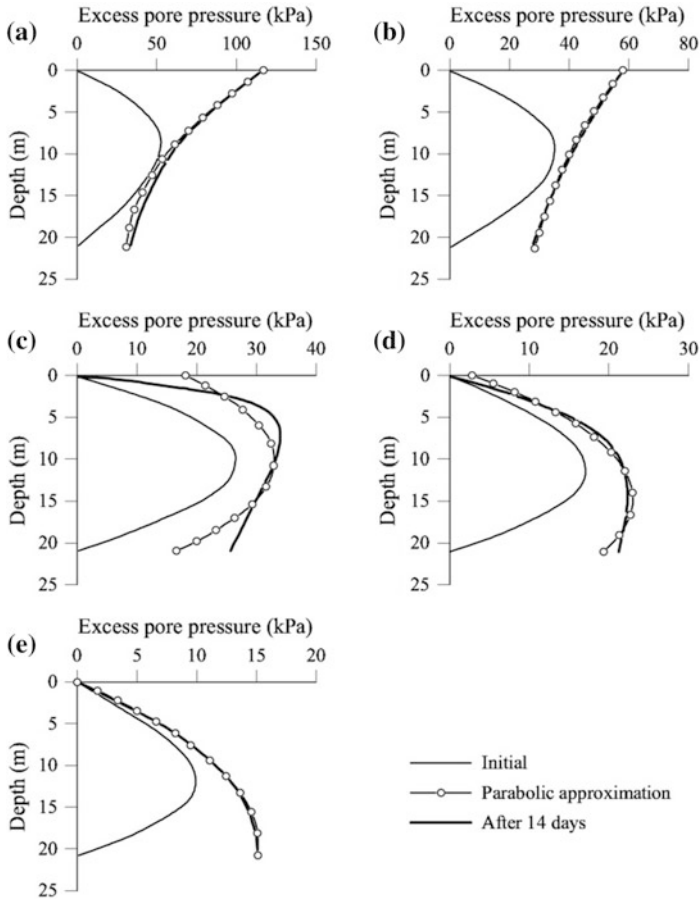 Excess pore pressure (kPa)
(a)
0 50 100 150
0
5
10
15
20
25
Depth (m)
Excess pore pressure (kPa)
(b)
0 20 40 60 80
0
5
10
15
20
25
Depth (m)
Excess pore pressure (kPa)
(c)
0 10 20 30 40
0
5
10
15
20
25
Depth (m)
Excess pore pressure (kPa)
(d)
0 10 20 30
0
5
10
15
20
25
Depth (m)
Excess pore pressure (kPa)
(e)
0 5 10 15 20
0
5
10
15
20
25
Depth (m)
Initial
Parabolic approximation
After 14 days